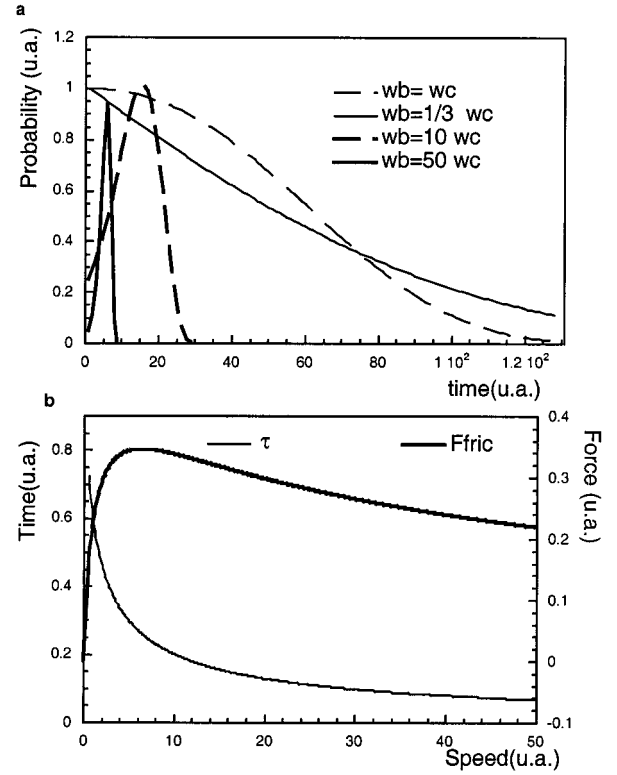 a
Probability (u.a.)
1.2
1
0.8
0.6
0.4
0.2
0
wb= wc
wb=1/3 wc
wb=10 wc
wb=50 wc
0 20 40 60 80 1 10² 1.2 10²
time(u.a.)
b
Time(u.a.)
0.8
0.6
0.4
0.2
0
τ
Ffric
0.4
0.3
0.2
0.1
0
-0.1
Force (u.a.)
0 10 20 30 40 50
Speed(u.a.)